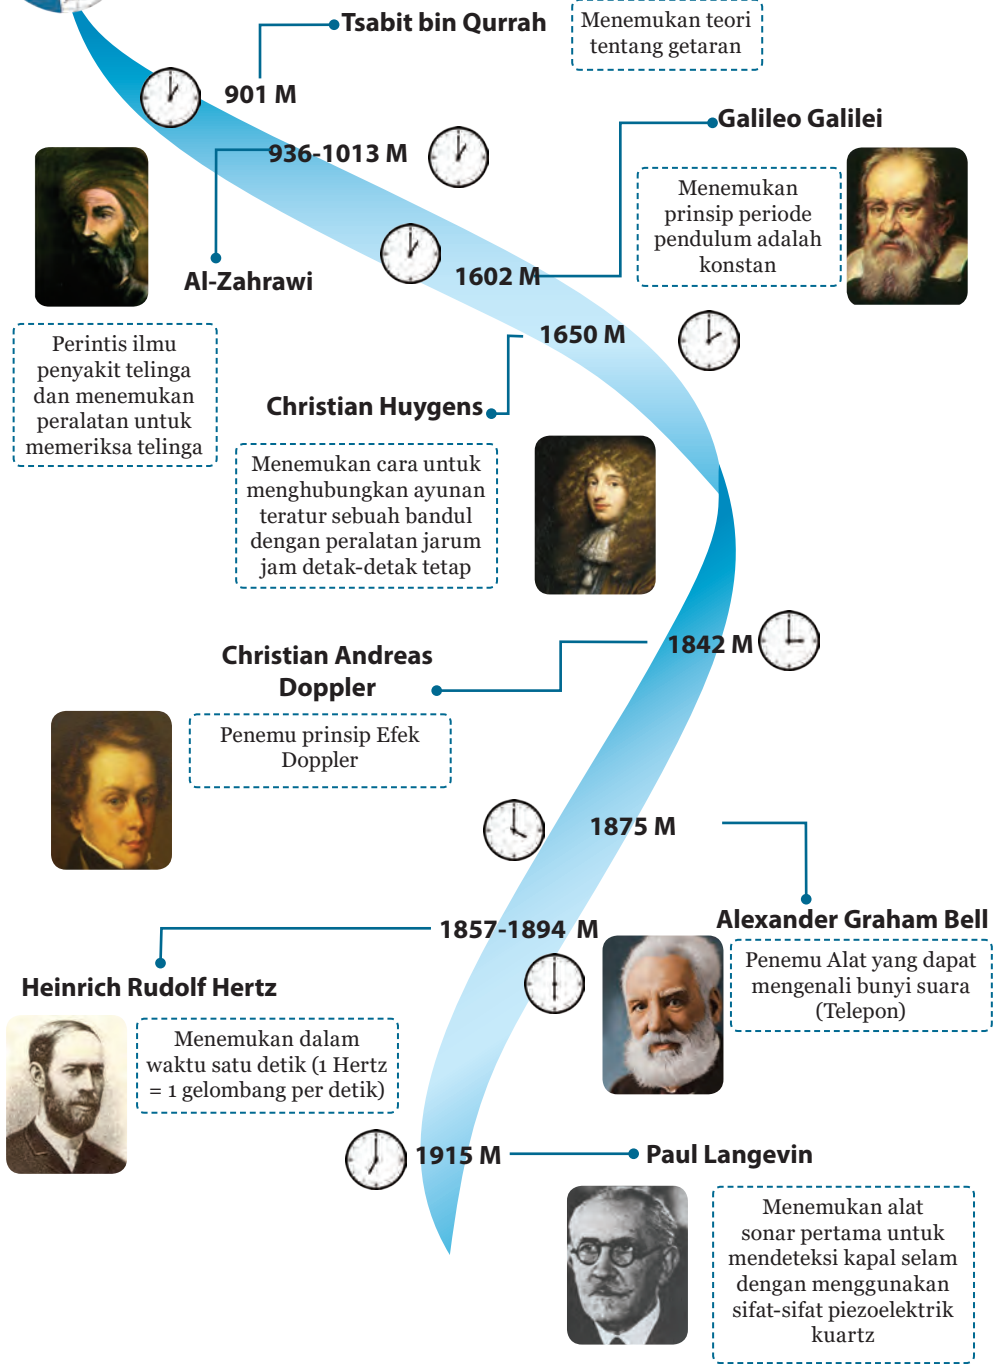 Tsabit bin Qurrah
Menemukan teori
tentang getaran
901 M
936-1013 M
Al-Zahrawi
Perintis ilmu
penyakit telinga
dan menemukan
peralatan untuk
memeriksa telinga
Galileo Galilei
Menemukan
prinsip periode
pendulum adalah
konstan
1602 M
1650 M
Christian Huygens
Menemukan cara untuk
menghubungkan ayunan
teratur sebuah bandul
dengan peralatan jarum
jam detak-detak tetap
1842 M
Christian Andreas
Doppler
Penemu prinsip Efek
Doppler
1875 M
Alexander Graham Bell
Penemu Alat yang dapat
mengenali bunyi suara
(Telepon)
1857-1894 M
Heinrich Rudolf Hertz
Menemukan dalam
waktu satu detik (1 Hertz
= 1 gelombang per detik)
1915 M
Paul Langevin
Menemukan alat
sonar pertama untuk
mendeteksi kapal selam
dengan menggunakan
sifat-sifat piezoelektrik
kuartz